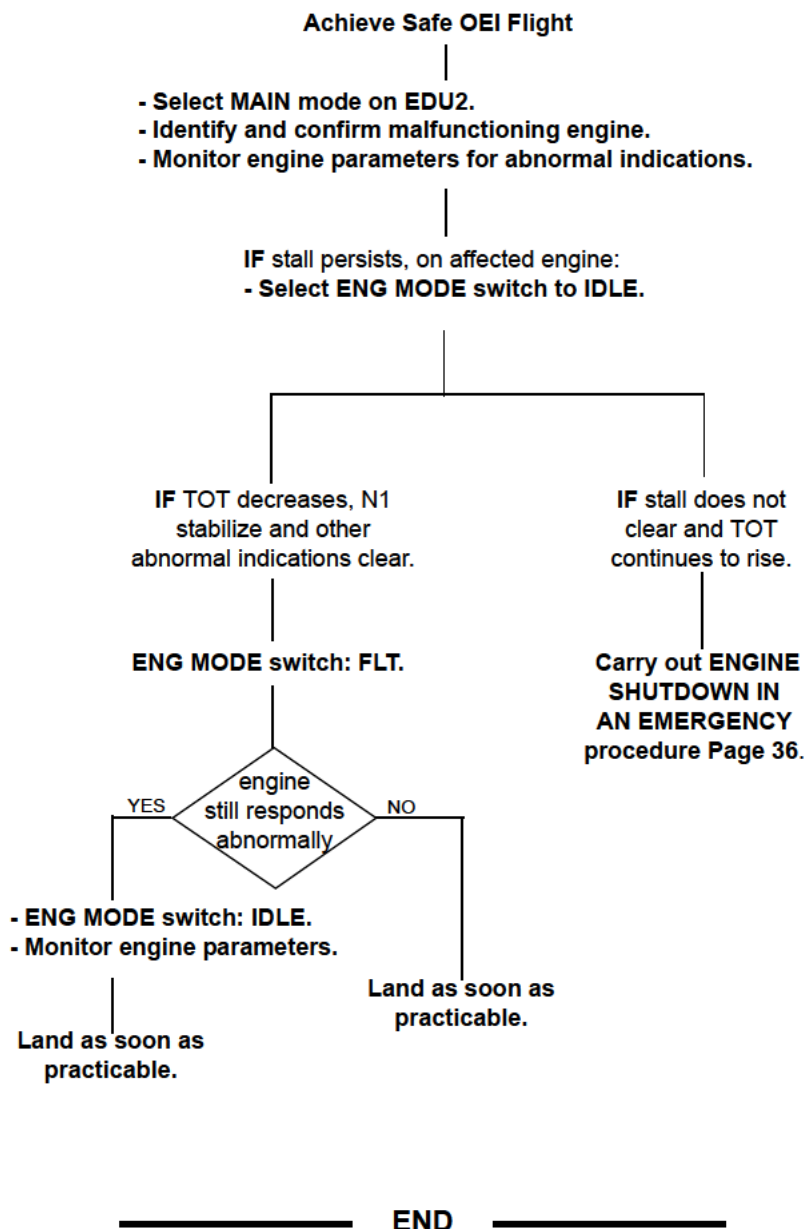 Achieve Safe OEI Flight
- Select MAIN mode on EDU2.
- Identify and confirm malfunctioning engine.
- Monitor engine parameters for abnormal indications.
IF stall persists, on affected engine:
- Select ENG MODE switch to IDLE.
IF TOT decreases, N1
stabilize and other
abnormal indications clear.
IF stall does not
clear and TOT
continues to rise.
ENG MODE switch: FLT.
Carry out ENGINE
SHUTDOWN IN
AN EMERGENCY
procedure Page 36.
engine
still responds
abnormally
YES
NO
- ENG MODE switch: IDLE.
- Monitor engine parameters.
Land as soon as
practicable.
Land as soon as
practicable.
END